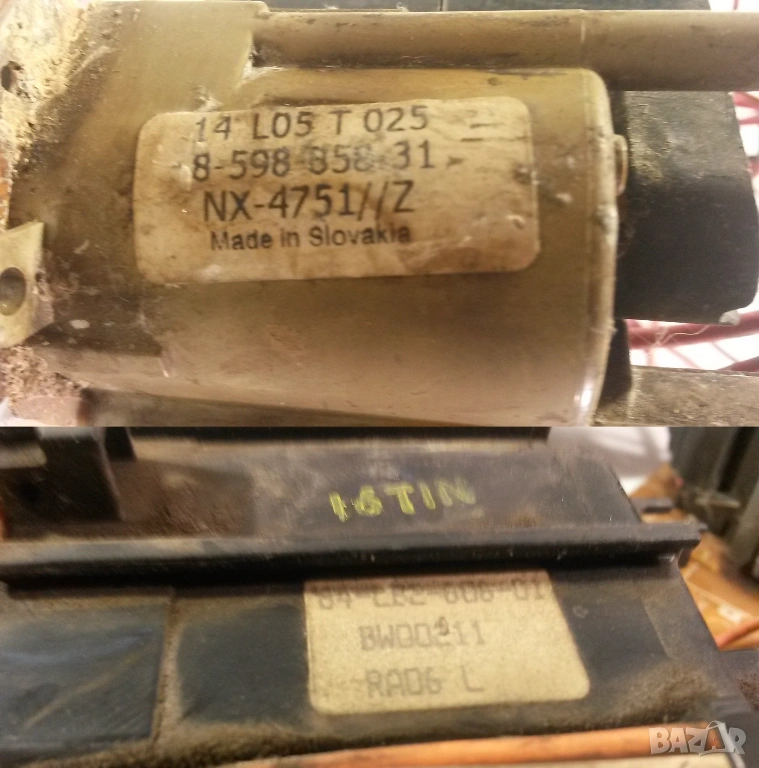 14 L05 T 025
8-598 858 31
NX-4751//Z
Made in Slovakia
16TIN
BW00211
RAD6 L
BAZAR